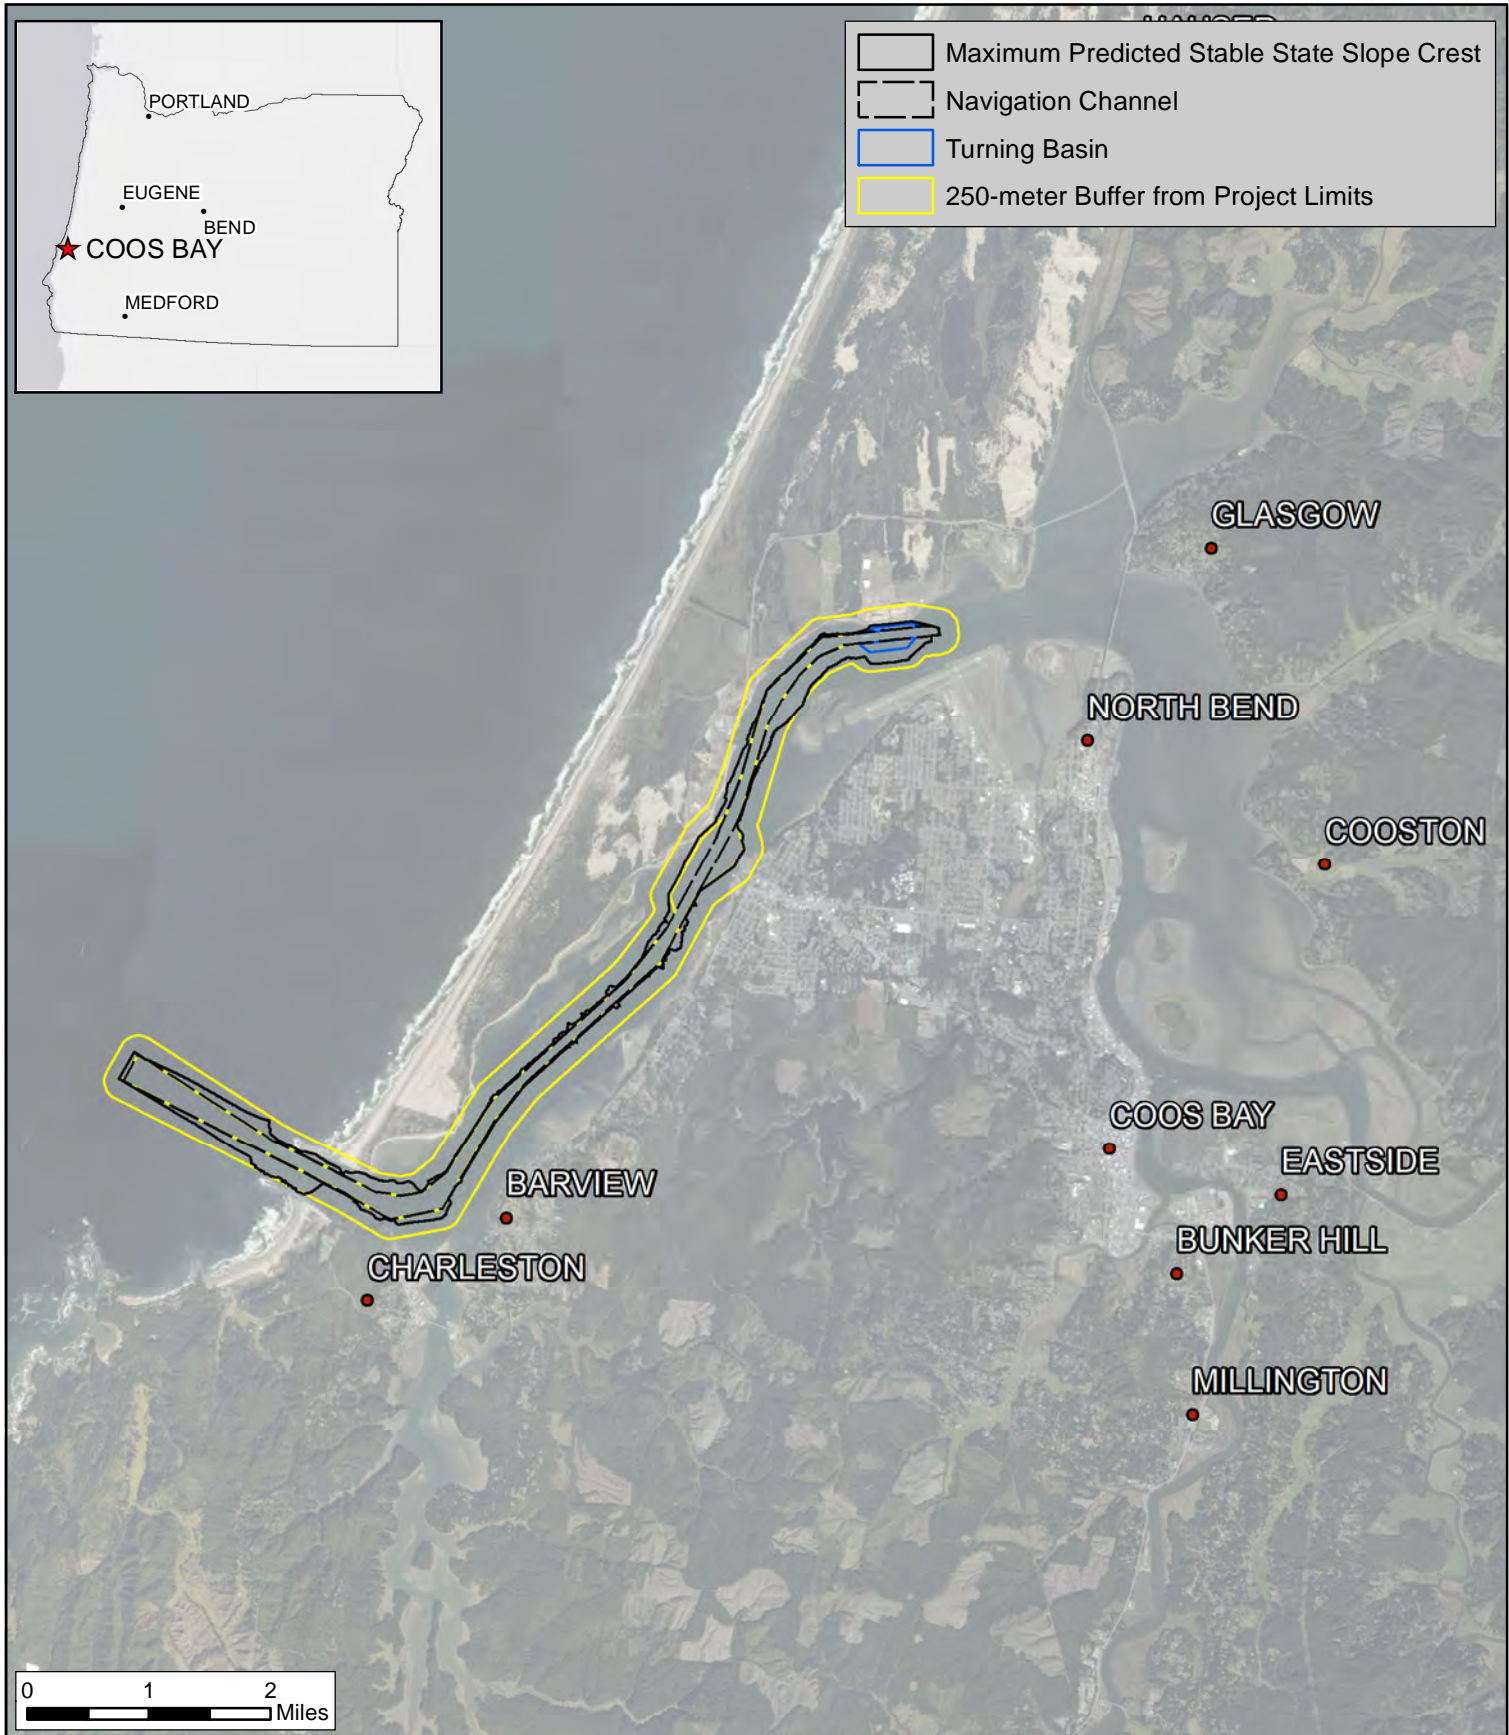 PORTLAND
EUGENE
BEND
COOS BAY
MEDFORD
Maximum Predicted Stable State Slope Crest
Navigation Channel
Turning Basin
250-meter Buffer from Project Limits
GLASGOW
NORTH BEND
COOSTON
COOS BAY
EASTSIDE
BARVIEW
BUNKER HILL
CHARLESTON
MILLINGTON
0 1 2
Miles